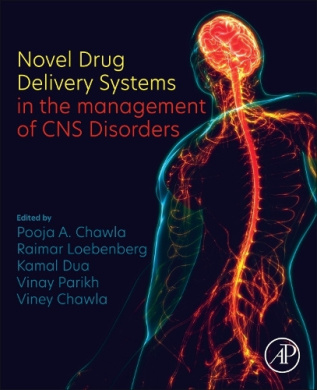 Novel Drug
Delivery Systems
in the management
of CNS Disorders
Edited by
Pooja A. Chawla
Raimar Loebenberg
Kamal Dua
Vinay Parikh
Viney Chawla
AP